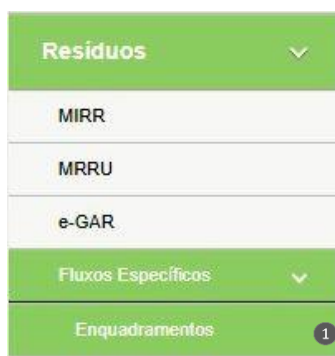 Resíduos
MIRR
MRRU
e-GAR
Fluxos Específicos
Enquadramentos 1